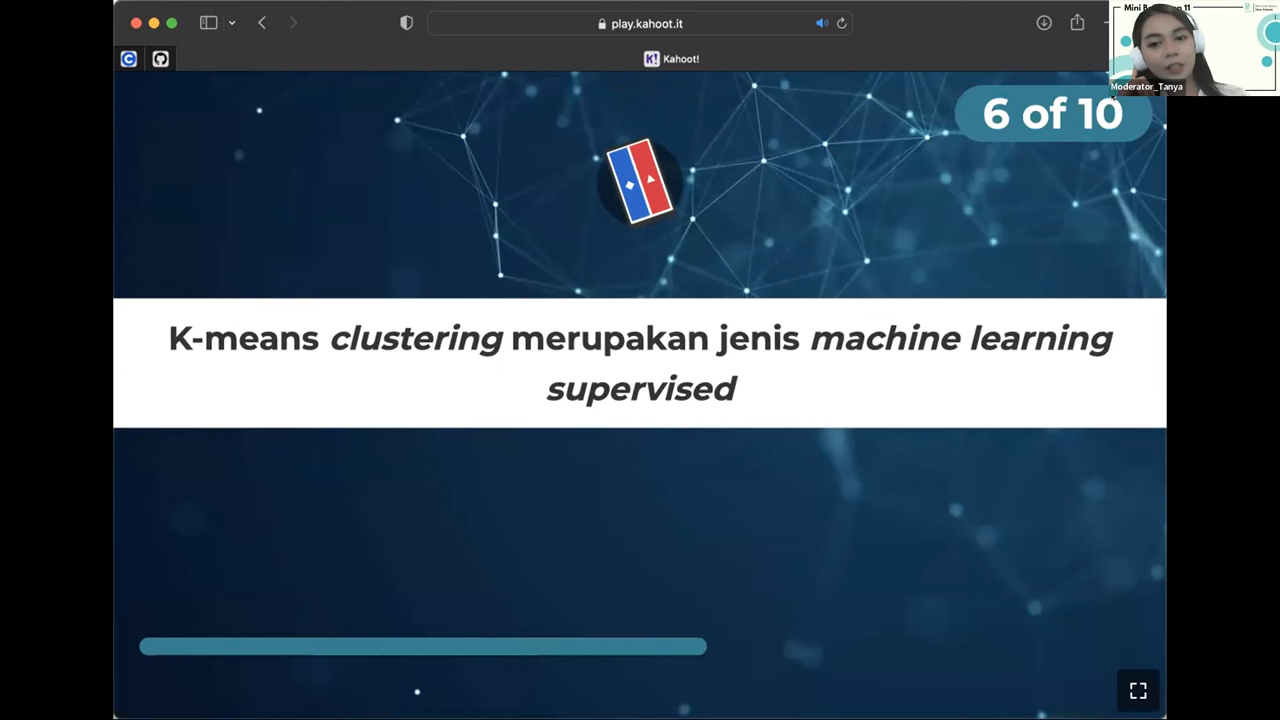 play.kahoot.it
K! Kahoot!
Moderator_Tanya
6 of 10
K-means clustering merupakan jenis machine learning
supervised